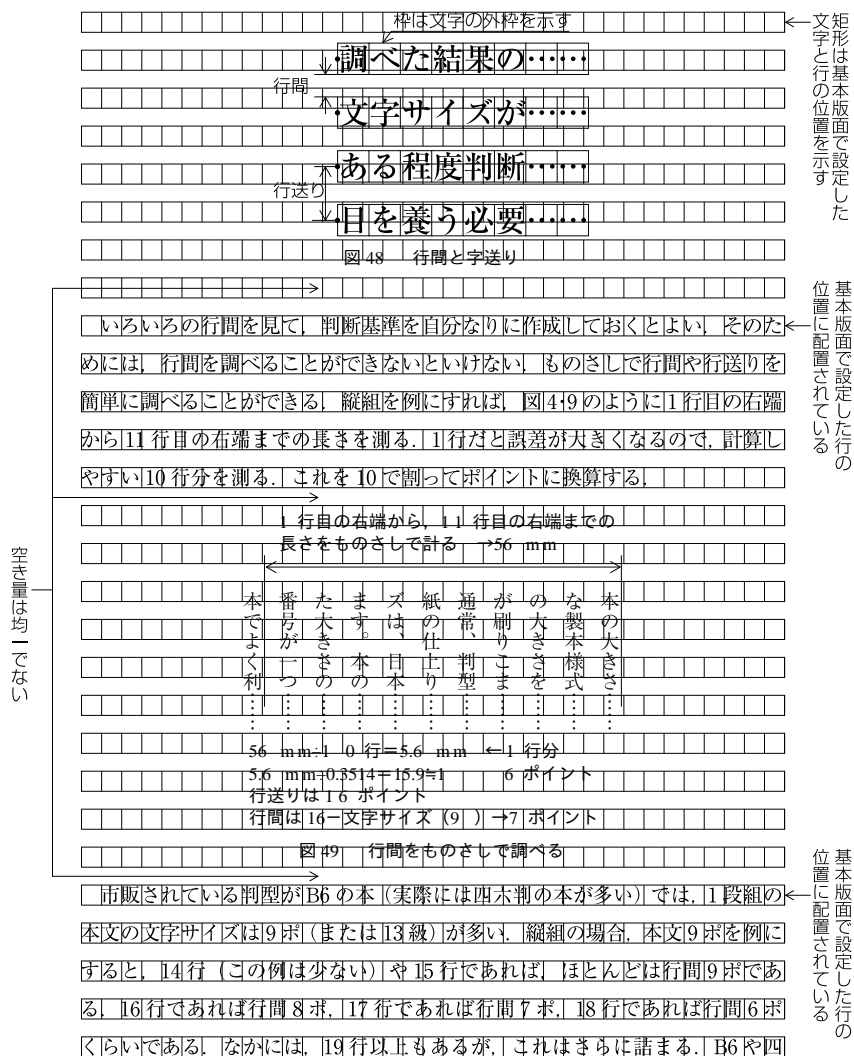 枠は文字の外枠を示す
矩形は基本版面で設定した
文字と行の位置を示す
・調べた結果の……
行間
・文字サイズが……
・ある程度判断……
行送り
・目を養う必要……
図48　行間と字送り
基本版面で設定した行の
位置に配置されている
いろいろの行間を見て，判断基準を自分なりに作成しておくとよい．そのた
めには，行間を調べることができないといけない．ものさしで行間や行送りを
簡単に調べることができる．縦組を例にすれば，図4・9のように1行目の右端
から11行目の右端までの長さを測る．1行だと誤差が大きくなるので，計算し
やすい10行分を測る．これを10で割ってポイントに換算する．
空き量は均一でない
1 行目の右端から，11 行目の右端までの
長さをものさしで計る　→56 mm
本の大きさ……
な製本様式……
の大きさを……
が刷りこま……
通常、判型……
紙の仕上り……
ズは、日本……
ます。本の……
た大きさの……
番号が一つ……
本でよく利……
56 mm÷1 0 行＝5.6 mm ←1 行分
5.6 mm÷0.3514＝15.9≒1　6 ポイント
行送りは 16 ポイント
行間は 16－文字サイズ（9 ）→7 ポイント
図49　行間をものさしで調べる
基本版面で設定した行の
位置に配置されている
市販されている判型がB6の本（実際には四六判の本が多い）では，1段組の
本文の文字サイズは9ポ（または13級）が多い．縦組の場合，本文9ポを例に
すると，14行（この例は少ない）や15行であれば，ほとんどは行間9ポであ
る．16行であれば行間8ポ，17行であれば行間7ポ，18行であれば行間6ポ
くらいである．なかには，19行以上もあるが，これはさらに詰まる．B6や四